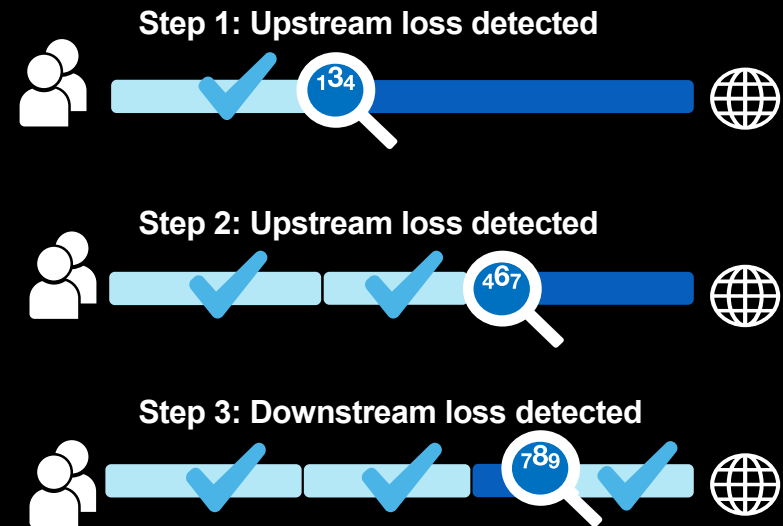 Step 1: Upstream loss detected
134
Step 2: Upstream loss detected
467
Step 3: Downstream loss detected
789